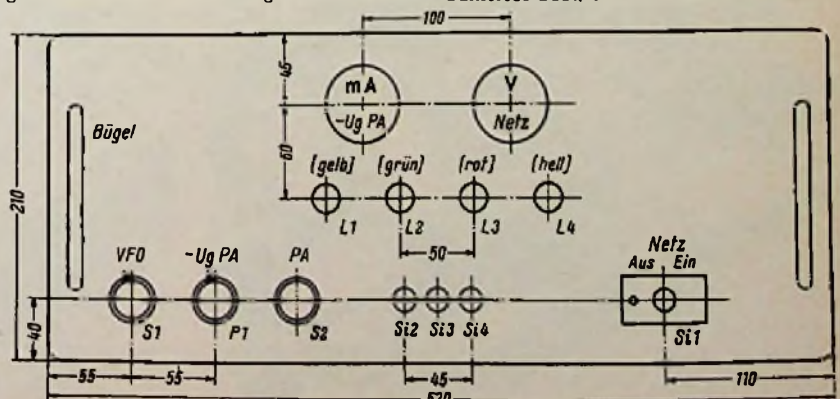 100
45
mA
V
-Ug PA
Netz
Bügel
60
[gelb] [grün] [rot] [hell]
210
L1 L2 L3 L4
50
VFO -Ug PA PA
Netz
Aus Ein
40
S1 P1 S2 Si2 Si3 Si4 Si1
55 55 45 110
520